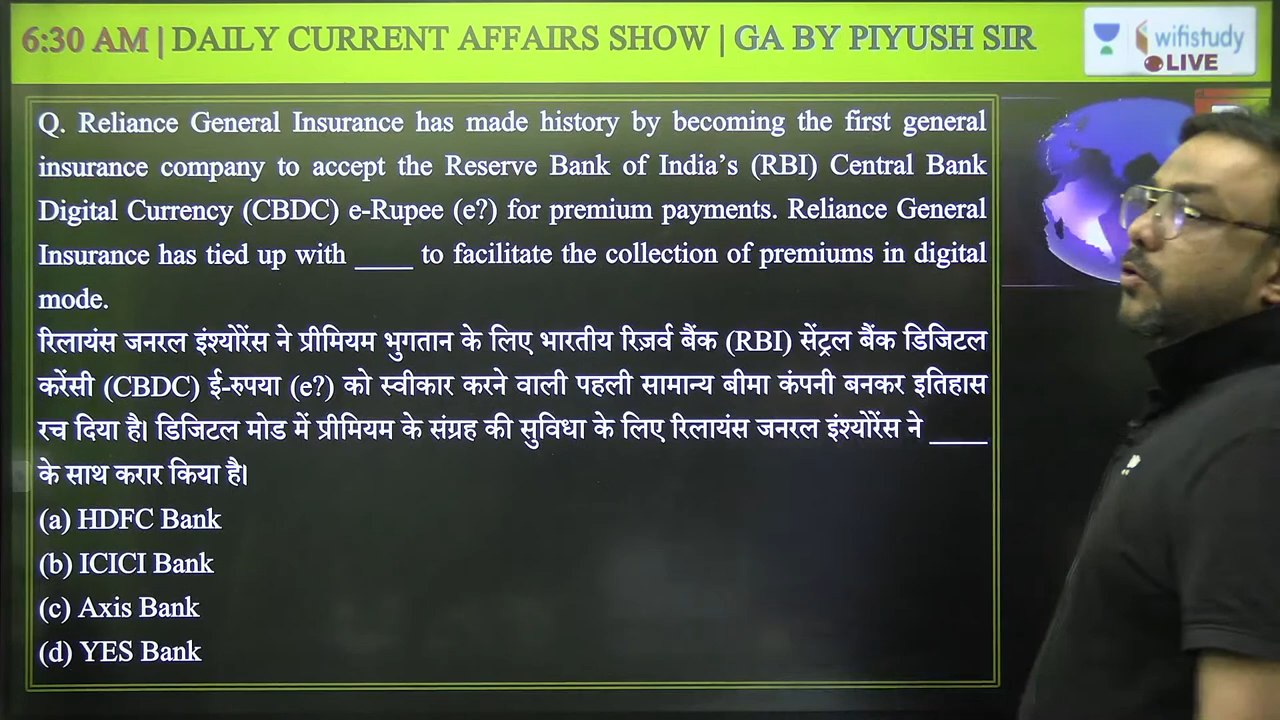 6:30 AM | DAILY CURRENT AFFAIRS SHOW | GA BY PIYUSH SIR
wifistudy
LIVE
Q. Reliance General Insurance has made history by becoming the first general
insurance company to accept the Reserve Bank of India’s (RBI) Central Bank
Digital Currency (CBDC) e-Rupee (e?) for premium payments. Reliance General
Insurance has tied up with ____ to facilitate the collection of premiums in digital
mode.
रिलायंस जनरल इंश्योरेंस ने प्रीमियम भुगतान के लिए भारतीय रिज़र्व बैंक (RBI) सेंट्रल बैंक डिजिटल
करेंसी (CBDC) ई-रुपया (e?) को स्वीकार करने वाली पहली सामान्य बीमा कंपनी बनकर इतिहास
रच दिया है। डिजिटल मोड में प्रीमियम के संग्रह की सुविधा के लिए रिलायंस जनरल इंश्योरेंस ने ____
के साथ करार किया है।
(a) HDFC Bank
(b) ICICI Bank
(c) Axis Bank
(d) YES Bank